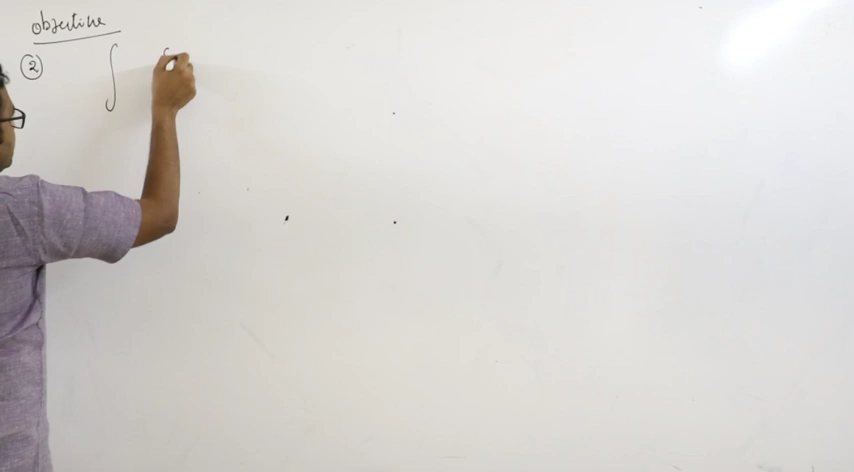 objective
② ∫